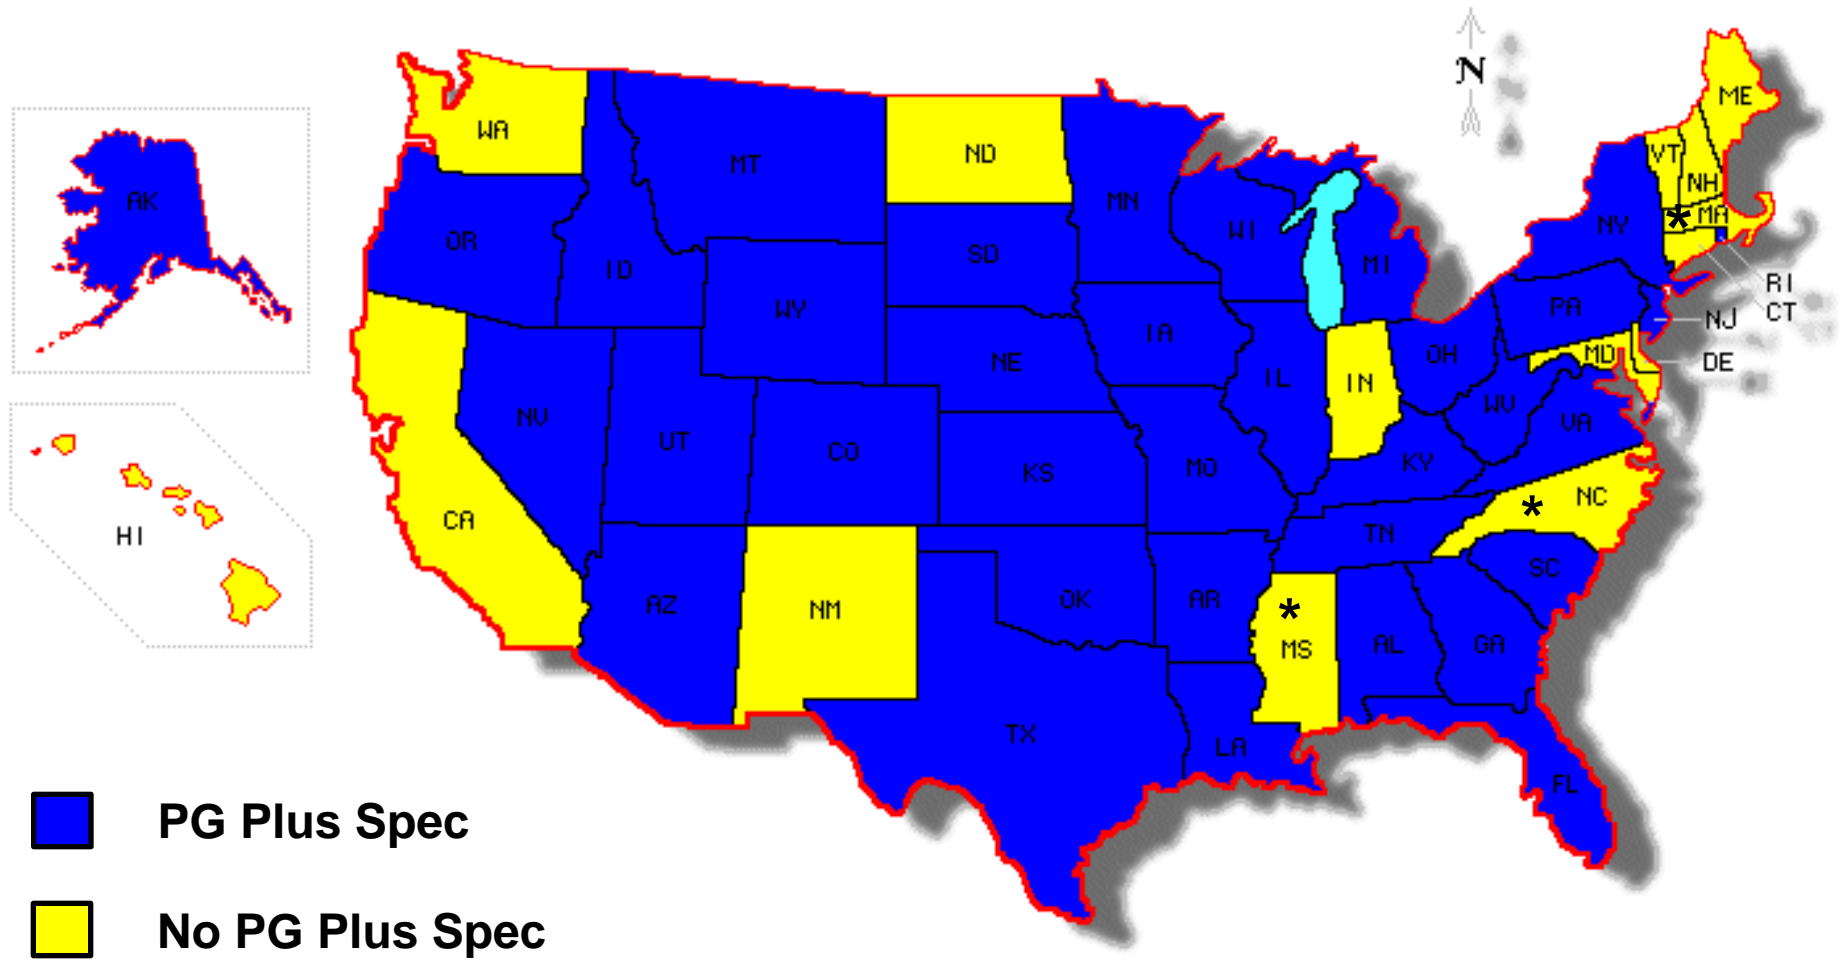 N
ME
WA
VT
ND
MT
NH
AK
MN
MA
*
NY
WI
OR
SD
MI
ID
RI
PA
WY
CT
NJ
IA
OH
MD
NE
DE
IL
IN
WV
NV
VA
UT
CO
KY
MO
KS
NC
*
CA
TN
HI
SC
OK
AR
AZ
NM
*
MS
AL
GA
TX
LA
FL
PG Plus Spec
No PG Plus Spec